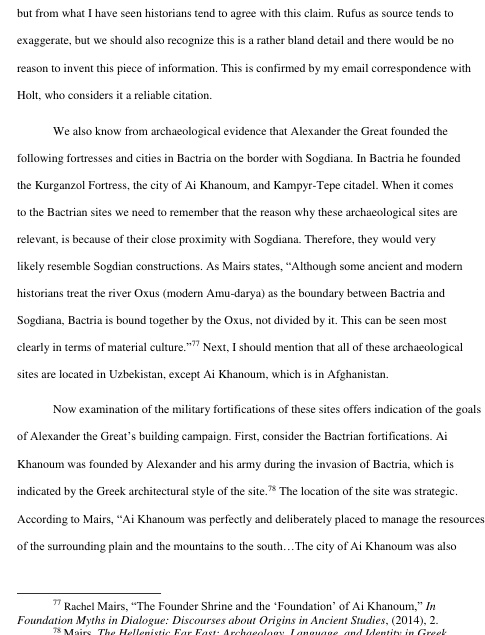 but from what I have seen historians tend to agree with this claim. Rufus as source tends to
exaggerate, but we should also recognize this is a rather bland detail and there would be no
reason to invent this piece of information. This is confirmed by my email correspondence with
Holt, who considers it a reliable citation.
We also know from archaeological evidence that Alexander the Great founded the
following fortresses and cities in Bactria on the border with Sogdiana. In Bactria he founded
the Kurganzol Fortress, the city of Ai Khanoum, and Kampyr-Tepe citadel. When it comes
to the Bactrian sites we need to remember that the reason why these archaeological sites are
relevant, is because of their close proximity with Sogdiana. Therefore, they would very
likely resemble Sogdian constructions. As Mairs states, “Although some ancient and modern
historians treat the river Oxus (modern Amu-darya) as the boundary between Bactria and
Sogdiana, Bactria is bound together by the Oxus, not divided by it. This can be seen most
clearly in terms of material culture.”77 Next, I should mention that all of these archaeological
sites are located in Uzbekistan, except Ai Khanoum, which is in Afghanistan.
Now examination of the military fortifications of these sites offers indication of the goals
of Alexander the Great’s building campaign. First, consider the Bactrian fortifications. Ai
Khanoum was founded by Alexander and his army during the invasion of Bactria, which is
indicated by the Greek architectural style of the site.78 The location of the site was strategic.
According to Mairs, “Ai Khanoum was perfectly and deliberately placed to manage the resources
of the surrounding plain and the mountains to the south…The city of Ai Khanoum was also
77 Rachel Mairs, “The Founder Shrine and the ‘Foundation’ of Ai Khanoum,” In
Foundation Myths in Dialogue: Discourses about Origins in Ancient Studies, (2014), 2.
78 Mairs, The Hellenistic Far East: Archaeology, Language, and Identity in Greek